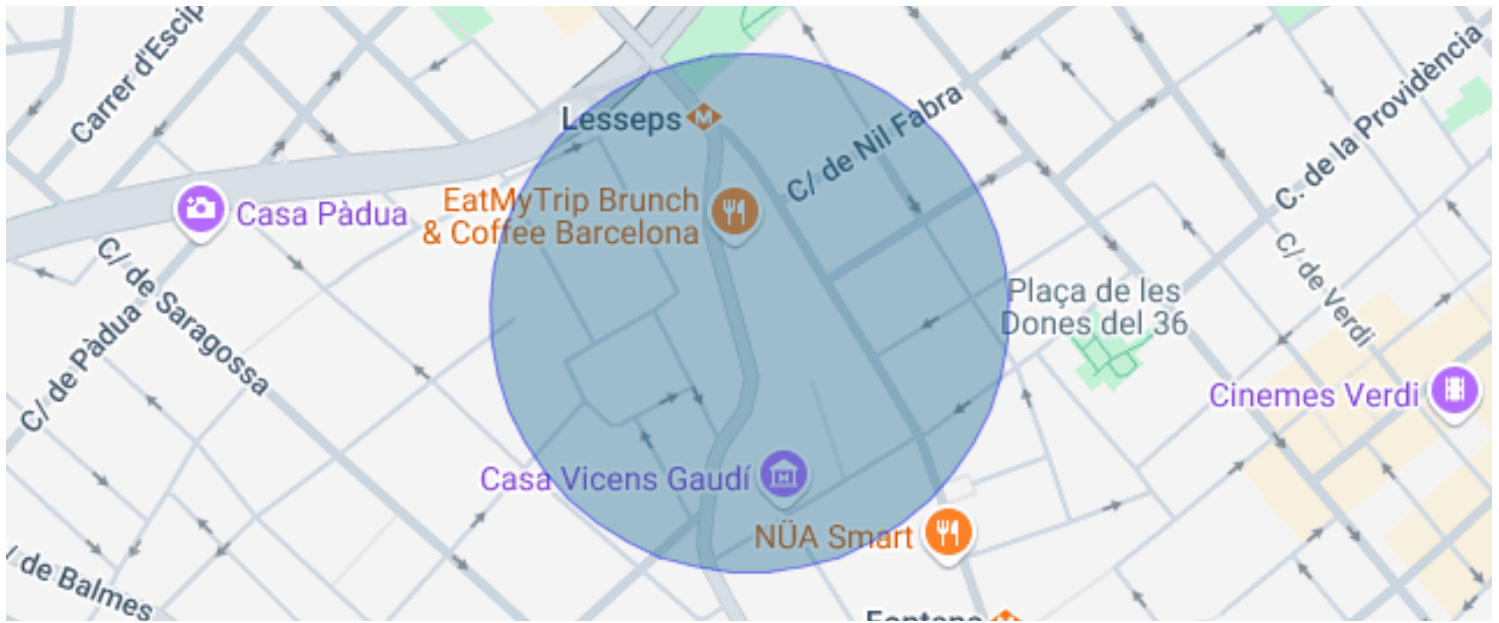 Carrer d'Escip
Lesseps
C/ de Nil Fabra
C. de la Providència
Casa Pàdua
EatMyTrip Brunch
& Coffee Barcelona
C/ de Saragossa
C/ de Verdi
Plaça de les
Dones del 36
C/ de Pàdua
Cinemes Verdi
Casa Vicens Gaudí
NÜA Smart
/ de Balmes
Fontana